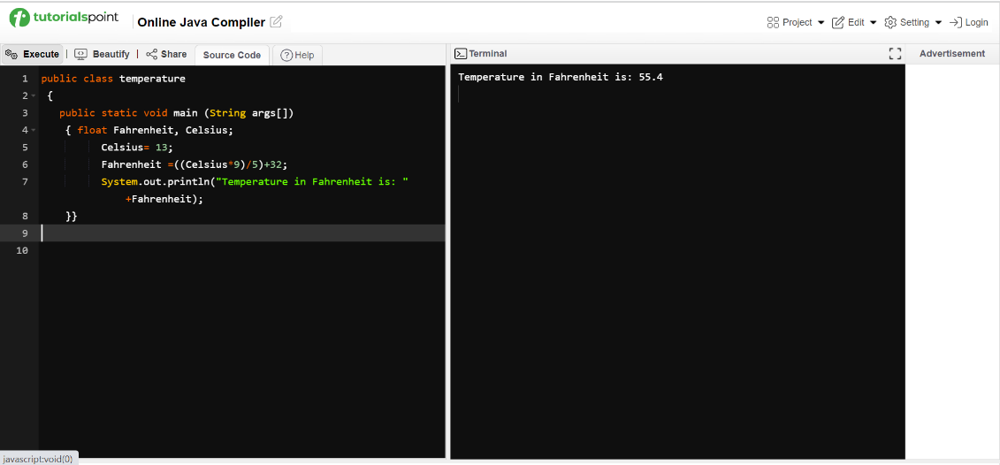 tutorialspoint
Online Java Compiler
Project Edit Setting Login
Execute | Beautify | Share Source Code Help
1 public class temperature
2 {
3 public static void main (String args[])
4 { float Fahrenheit, Celsius;
5 Celsius= 13;
6 Fahrenheit =((Celsius*9)/5)+32;
7 System.out.println("Temperature in Fahrenheit is: "
+Fahrenheit);
8 }}
9
10
Terminal
Advertisement
Temperature in Fahrenheit is: 55.4
javascript:void(0)